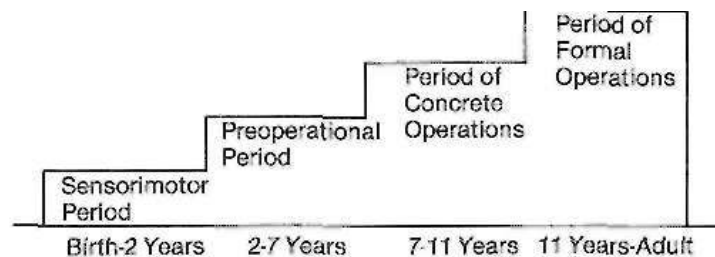 Period of
Formal
Operations
Period of
Concrete
Operations
Preoperational
Period
Sensorimotor
Period
Birth-2 Years 2-7 Years 7-11 Years 11 Years-Adult